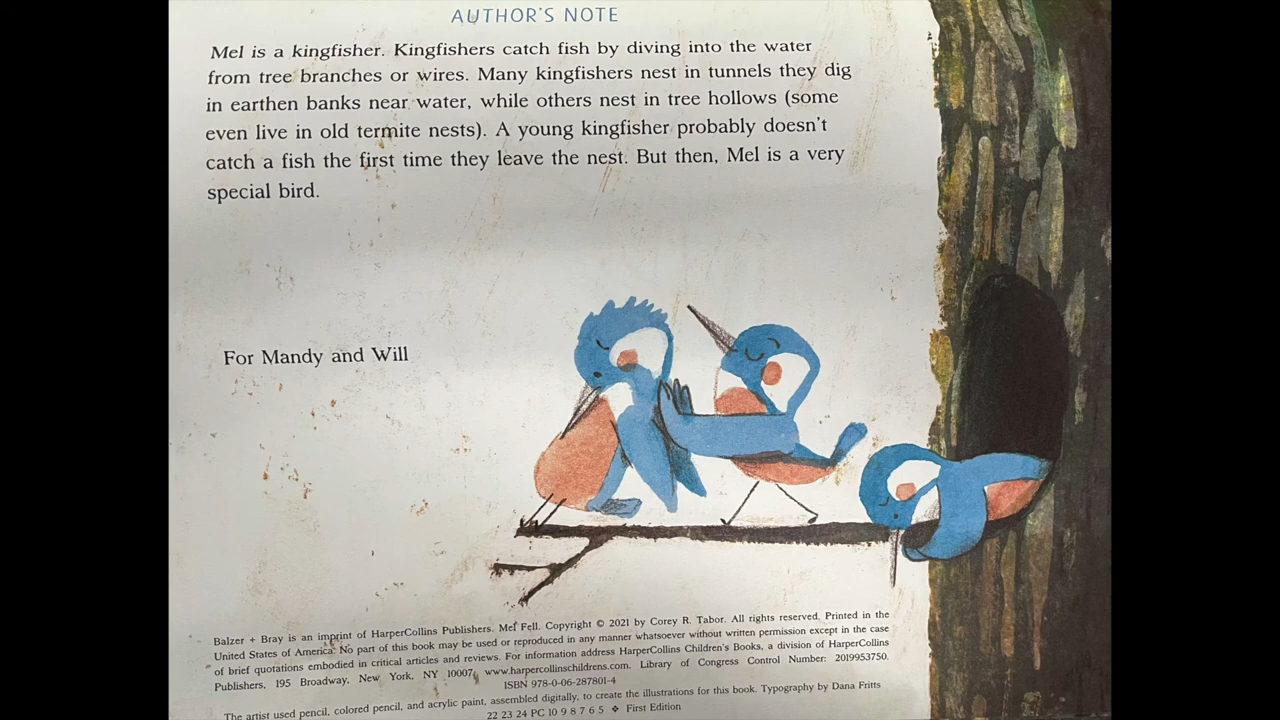 AUTHOR'S NOTE
Mel is a kingfisher. Kingfishers catch fish by diving into the water
from tree branches or wires. Many kingfishers nest in tunnels they dig
in earthen banks near water, while others nest in tree hollows (some
even live in old termite nests). A young kingfisher probably doesn't
catch a fish the first time they leave the nest. But then, Mel is a very
special bird.
For Mandy and Will
Balzer + Bray is an imprint of HarperCollins Publishers. Mel Fell. Copyright © 2021 by Corey R. Tabor. All rights reserved. Printed in the
United States of America. No part of this book may be used or reproduced in any manner whatsoever without written permission except in the case
of brief quotations embodied in critical articles and reviews. For information address HarperCollins Children's Books, a division of HarperCollins
Publishers, 195 Broadway, New York, NY 10007. www.harpercollinschildrens.com. Library of Congress Control Number: 2019953750.
ISBN 978-0-06-287801-4
The artist used pencil, colored pencil, and acrylic paint, assembled digitally, to create the illustrations for this book. Typography by Dana Fritts
22 23 24 PC 10 9 8 7 6 5 ❖ First Edition